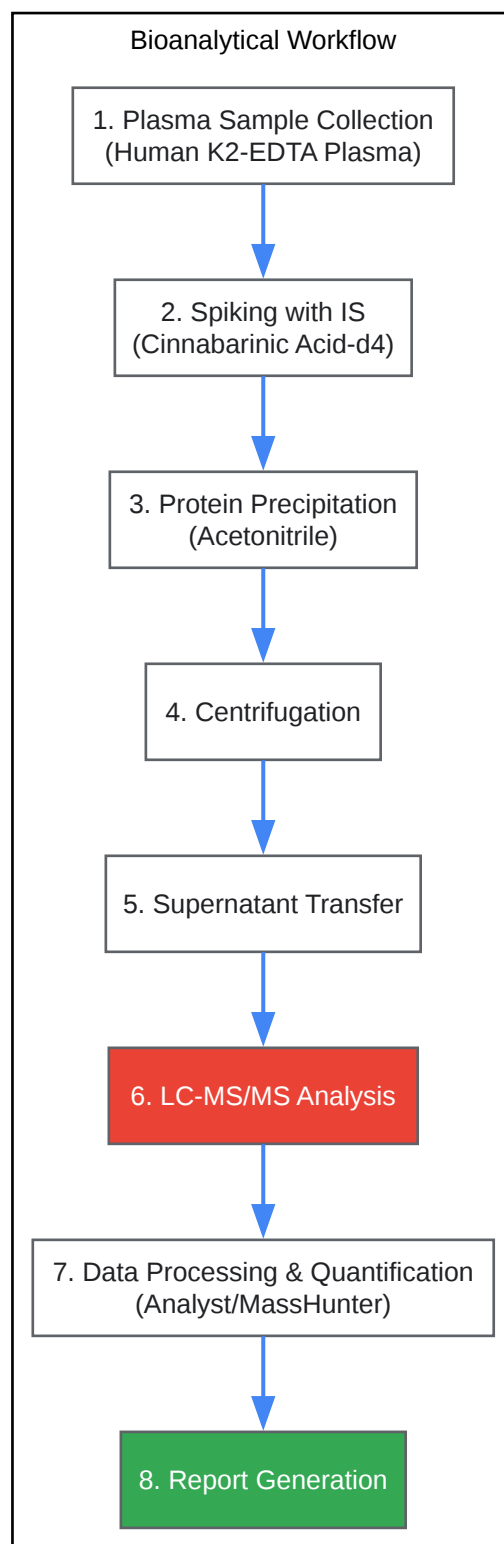 Bioanalytical Workflow
1. Plasma Sample Collection
(Human K2-EDTA Plasma)
2. Spiking with IS
(Cinnabarinic Acid-d4)
3. Protein Precipitation
(Acetonitrile)
4. Centrifugation
5. Supernatant Transfer
6. LC-MS/MS Analysis
7. Data Processing & Quantification
(Analyst/MassHunter)
8. Report Generation